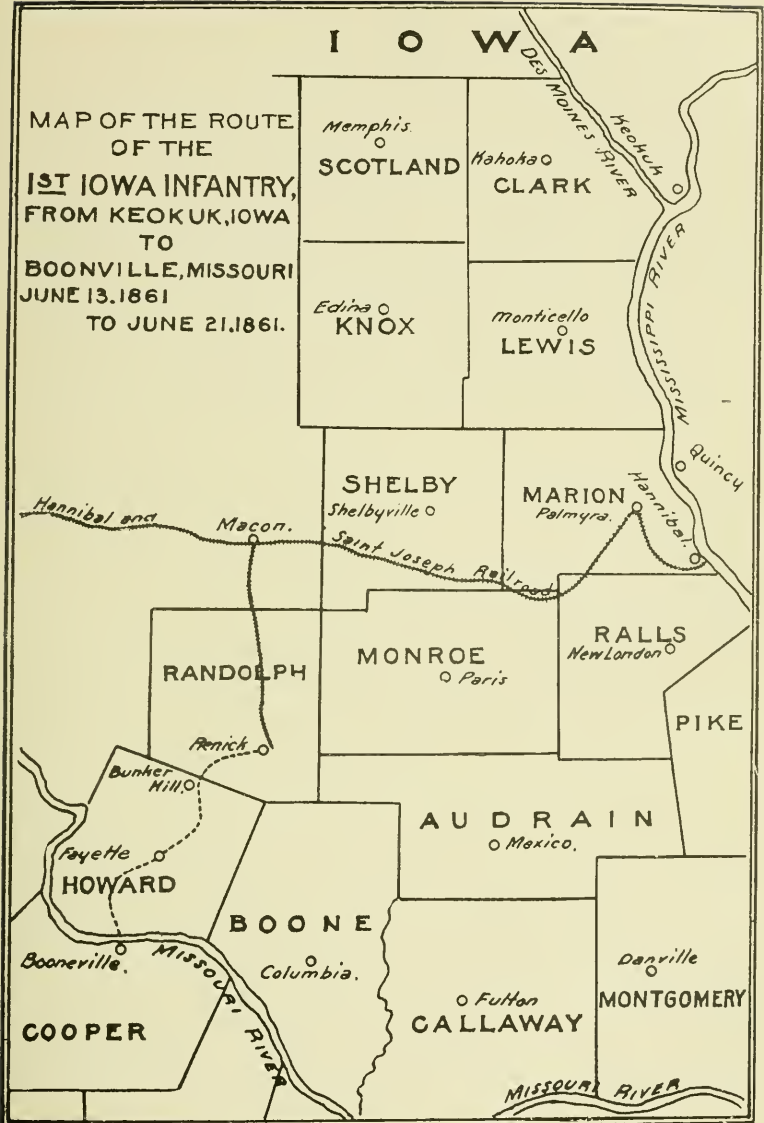 IOWA
MAP OF THE ROUTE
OF THE
1ST IOWA INFANTRY,
FROM KEOKUK, IOWA
TO
BOONVILLE, MISSOURI
JUNE 13.1861
TO JUNE 21.1861.
DES MOINES RIVER
Keokuk
Memphis.
SCOTLAND
Kahoka
CLARK
MISSISSIPPI RIVER
Edina
KNOX
Monticello
LEWIS
Quincy
SHELBY
Shelbyville
MARION
Palmyra.
Hannibal.
Hannibal and
Macon.
Saint Joseph Railroad
RANDOLPH
MONROE
Paris
RALLS
New London
PIKE
Renick
Bunker
Hill.
AUDRAIN
Mexico.
Fayette
HOWARD
BOONE
Columbia.
Booneville.
MISSOURI RIVER
COOPER
Fulton
CALLAWAY
Danville
MONTGOMERY
MISSOURI RIVER